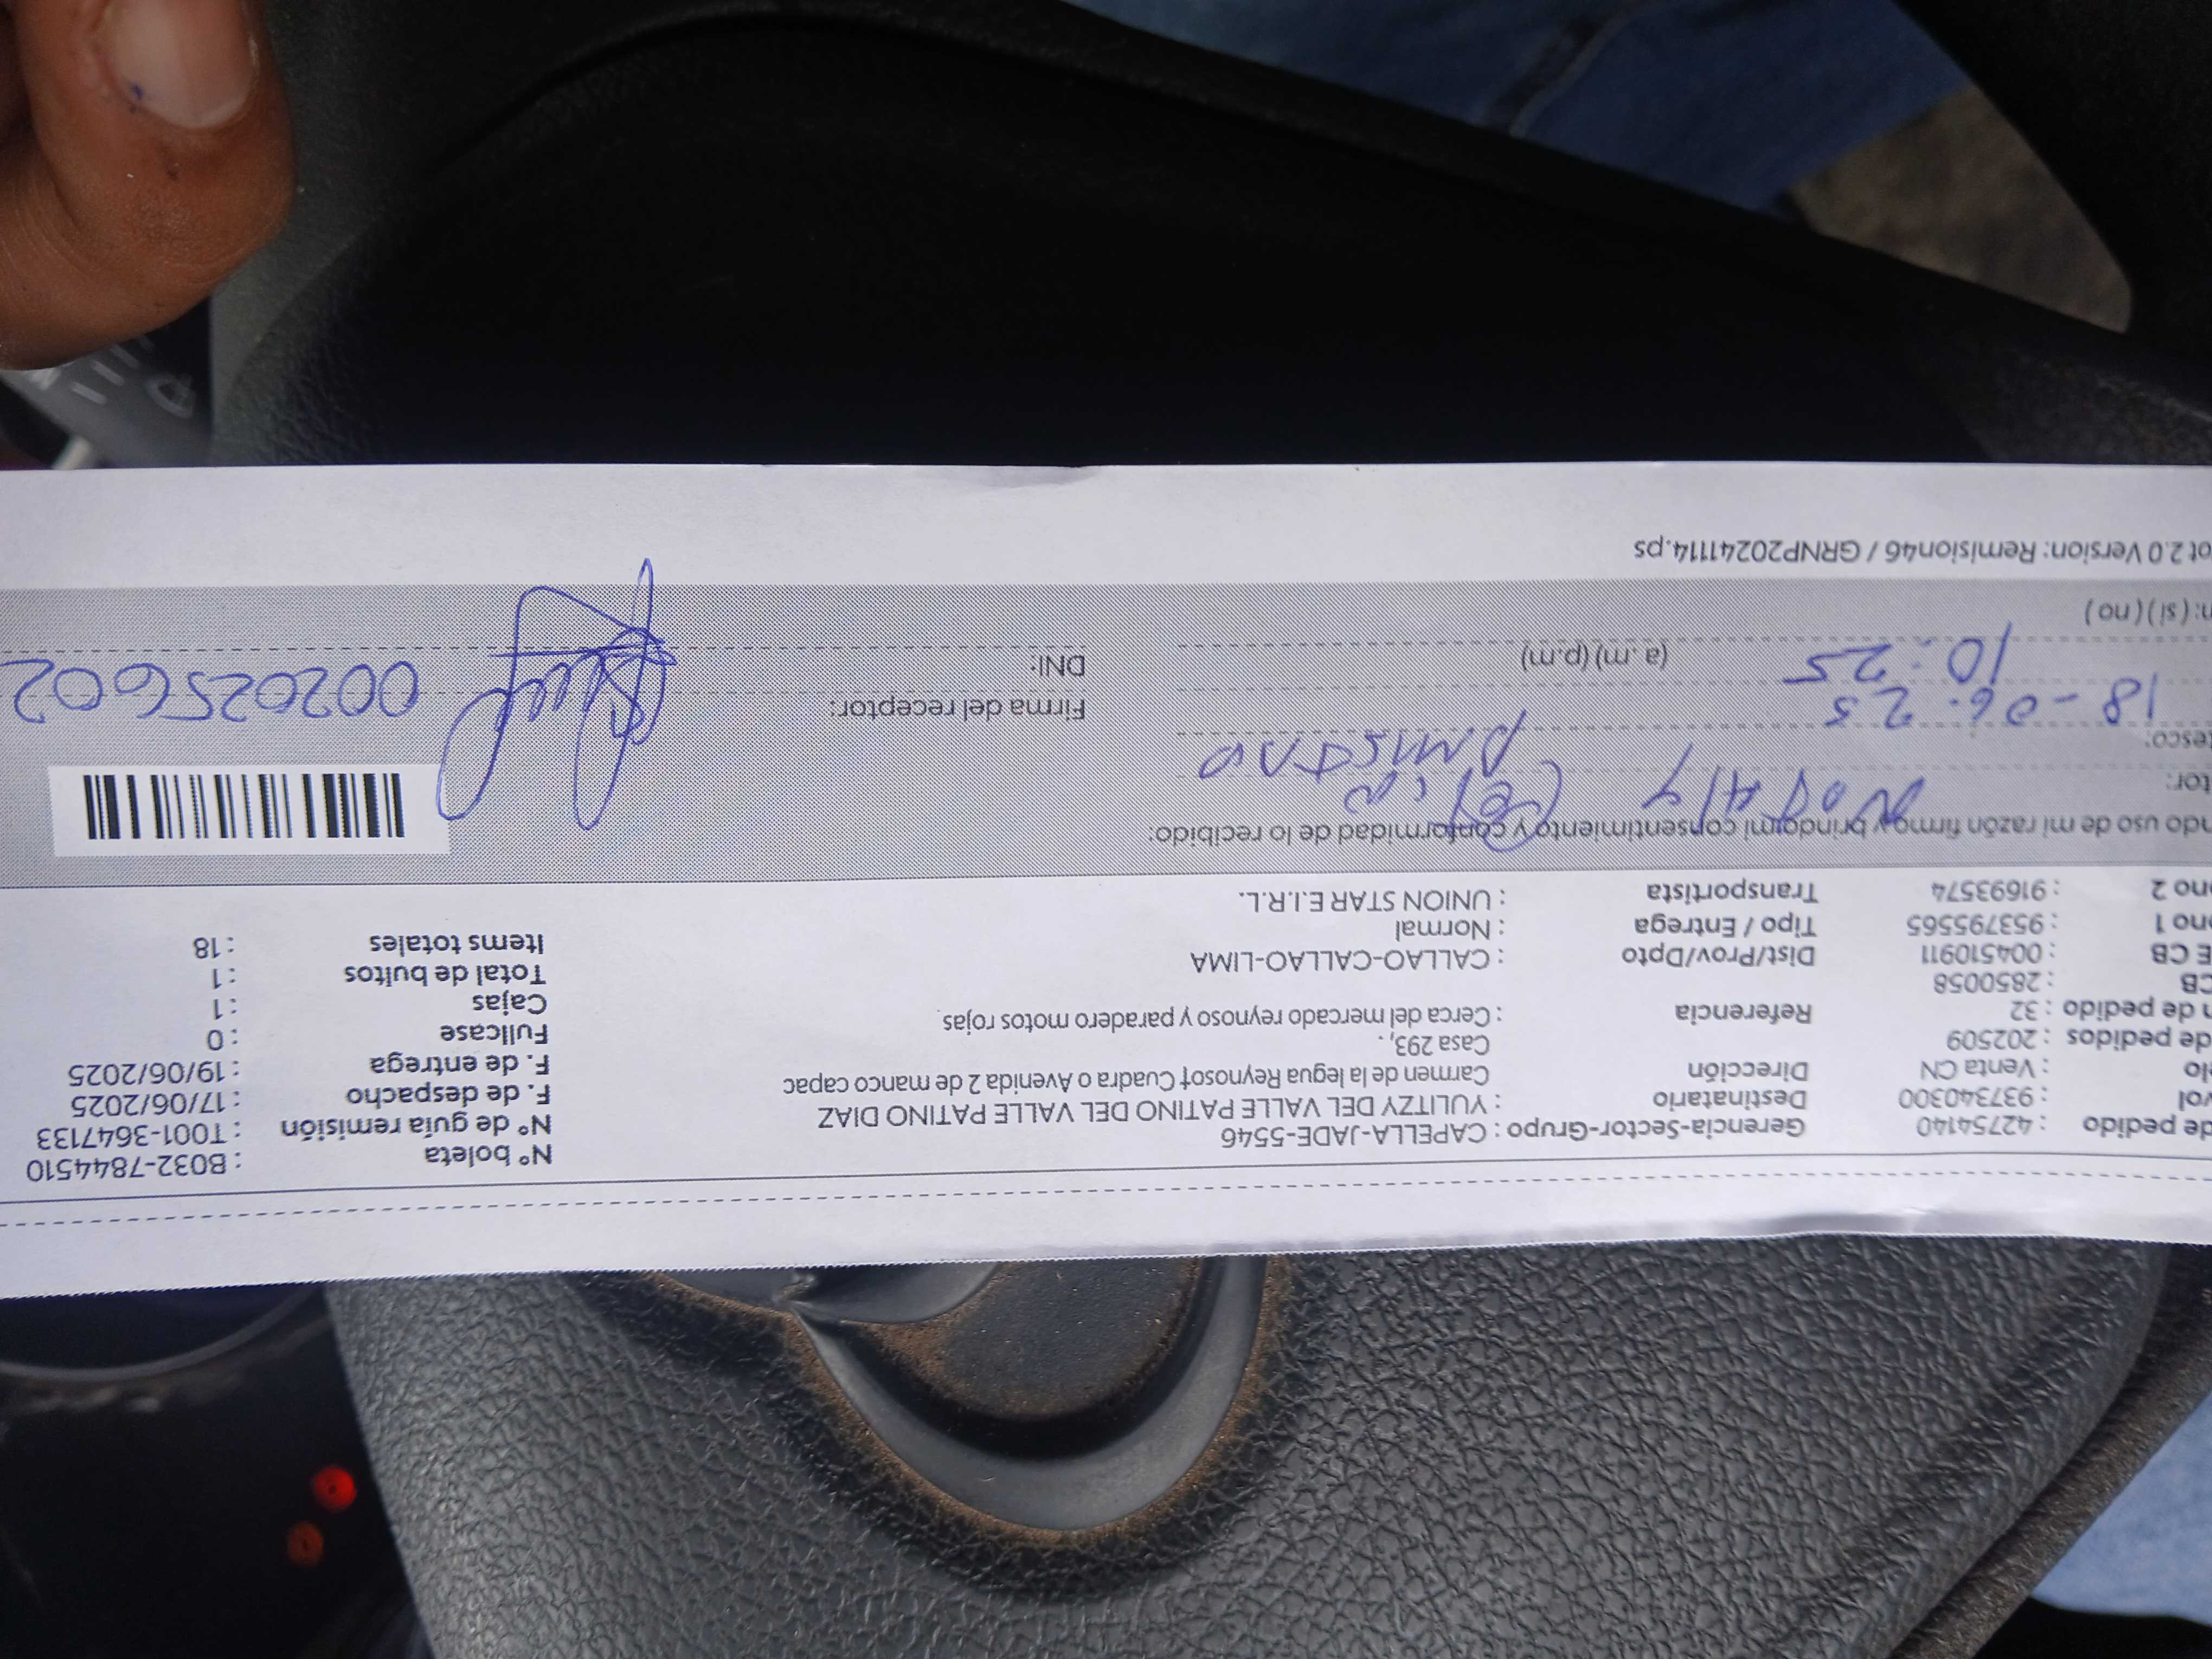 de pedido : 42754140 Gerencia-Sector-Grupo : CAPELLA-JADE-5546 N° boleta : B032-7844510
vol : 937340300 Destinatario : YULITZY DEL VALLE PATINO DEL VALLE PATINO DIAZ N° de guía remisión : T001-3647133
lo : Venta CN Dirección Carmen de la legua Reynosof Cuadra o Avenida 2 de manco capac F. de despacho : 17/06/2025
de pedidos : 202509 Casa 293, . F. de entrega : 19/06/2025
n de pedido : 32 Referencia : Cerca del mercado reynoso y paradero motos rojas Fullcase : 0
CB : 2850058 Cajas : 1
E CB : 004510911 Dist/Prov/Dpto : CALLAO-CALLAO-LIMA Total de bultos : 1
ono 1 : 953795565 Tipo / Entrega : Normal Items totales : 18
ono 2 : 91693574 Transportista : UNION STAR E.I.R.L.
ndo uso de mi razón firmo y brindo mi consentimiento y conformidad de lo recibido:
tor:
tesco:
18-06-25 Firma del receptor:
10:25 (a.m) (p.m) DNI: 002025602
n: ( si ) ( no )
ot 2.0 Version: Remision46 / GRNP20241114.ps